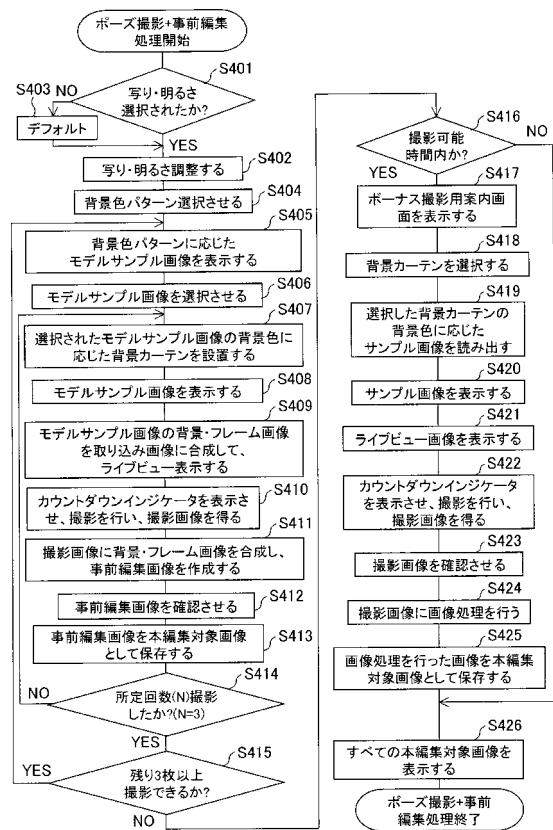 ポーズ撮影+事前編集
処理開始
S401
写り・明るさ
選択されたか?
NO
S403
デフォルト
YES
S402
写り・明るさ調整する
S404
背景色パターン選択させる
S405
背景色パターンに応じた
モデルサンプル画像を表示する
S406
モデルサンプル画像を選択させる
S407
選択されたモデルサンプル画像の背景色に
応じた背景カーテンを設置する
S408
モデルサンプル画像を表示する
S409
モデルサンプル画像の背景・フレーム画像
を取り込み画像に合成して、
ライブビュー表示する
S410
カウントダウンインジケータを表示さ
せ、撮影を行い、撮影画像を得る
S411
撮影画像に背景・フレーム画像を合成し、
事前編集画像を作成する
S412
事前編集画像を確認させる
S413
事前編集画像を本編集対象画像
として保存する
S414
NO
所定回数(N)撮影
したか?(N=3)
YES
S415
YES
残り3枚以上
撮影できるか?
NO
S416
撮影可能
時間内か?
NO
YES
S417
ボーナス撮影用案内画
面を表示する
S418
背景カーテンを選択する
S419
選択した背景カーテンの
背景色に応じた
サンプル画像を読み出す
S420
サンプル画像を表示する
S421
ライブビュー画像を表示する
S422
カウントダウンインジケータ
を表示させ、撮影を行い、
撮影画像を得る
S423
撮影画像を確認させる
S424
撮影画像に画像処理を行う
S425
画像処理を行った画像を本編集
対象画像として保存する
S426
すべての本編集対象画像を
表示する
ポーズ撮影+事前
編集処理終了